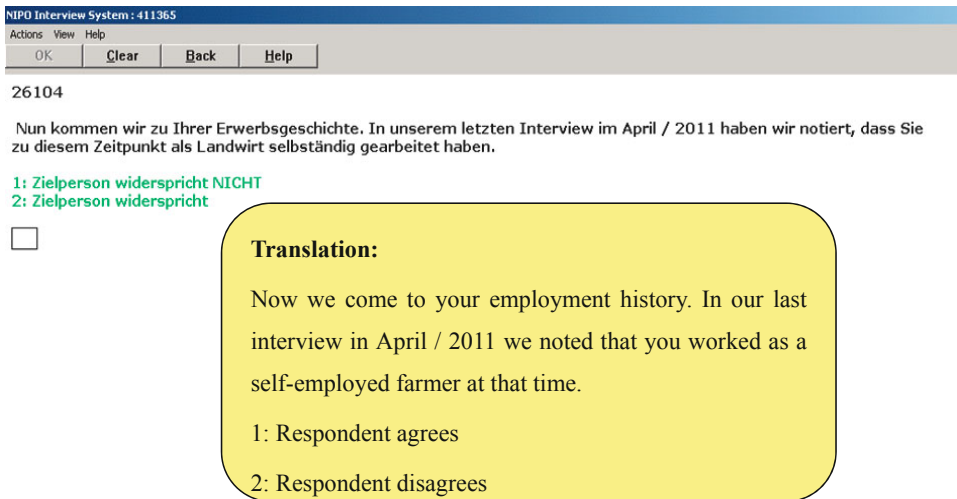 NIPO Interview System : 411365
Actions View Help
OK Clear Back Help
26104
Nun kommen wir zu Ihrer Erwerbsgeschichte. In unserem letzten Interview im April / 2011 haben wir notiert, dass Sie
zu diesem Zeitpunkt als Landwirt selbständig gearbeitet haben.
1: Zielperson widerspricht NICHT
2: Zielperson widerspricht
Translation:
Now we come to your employment history. In our last
interview in April / 2011 we noted that you worked as a
self-employed farmer at that time.
1: Respondent agrees
2: Respondent disagrees